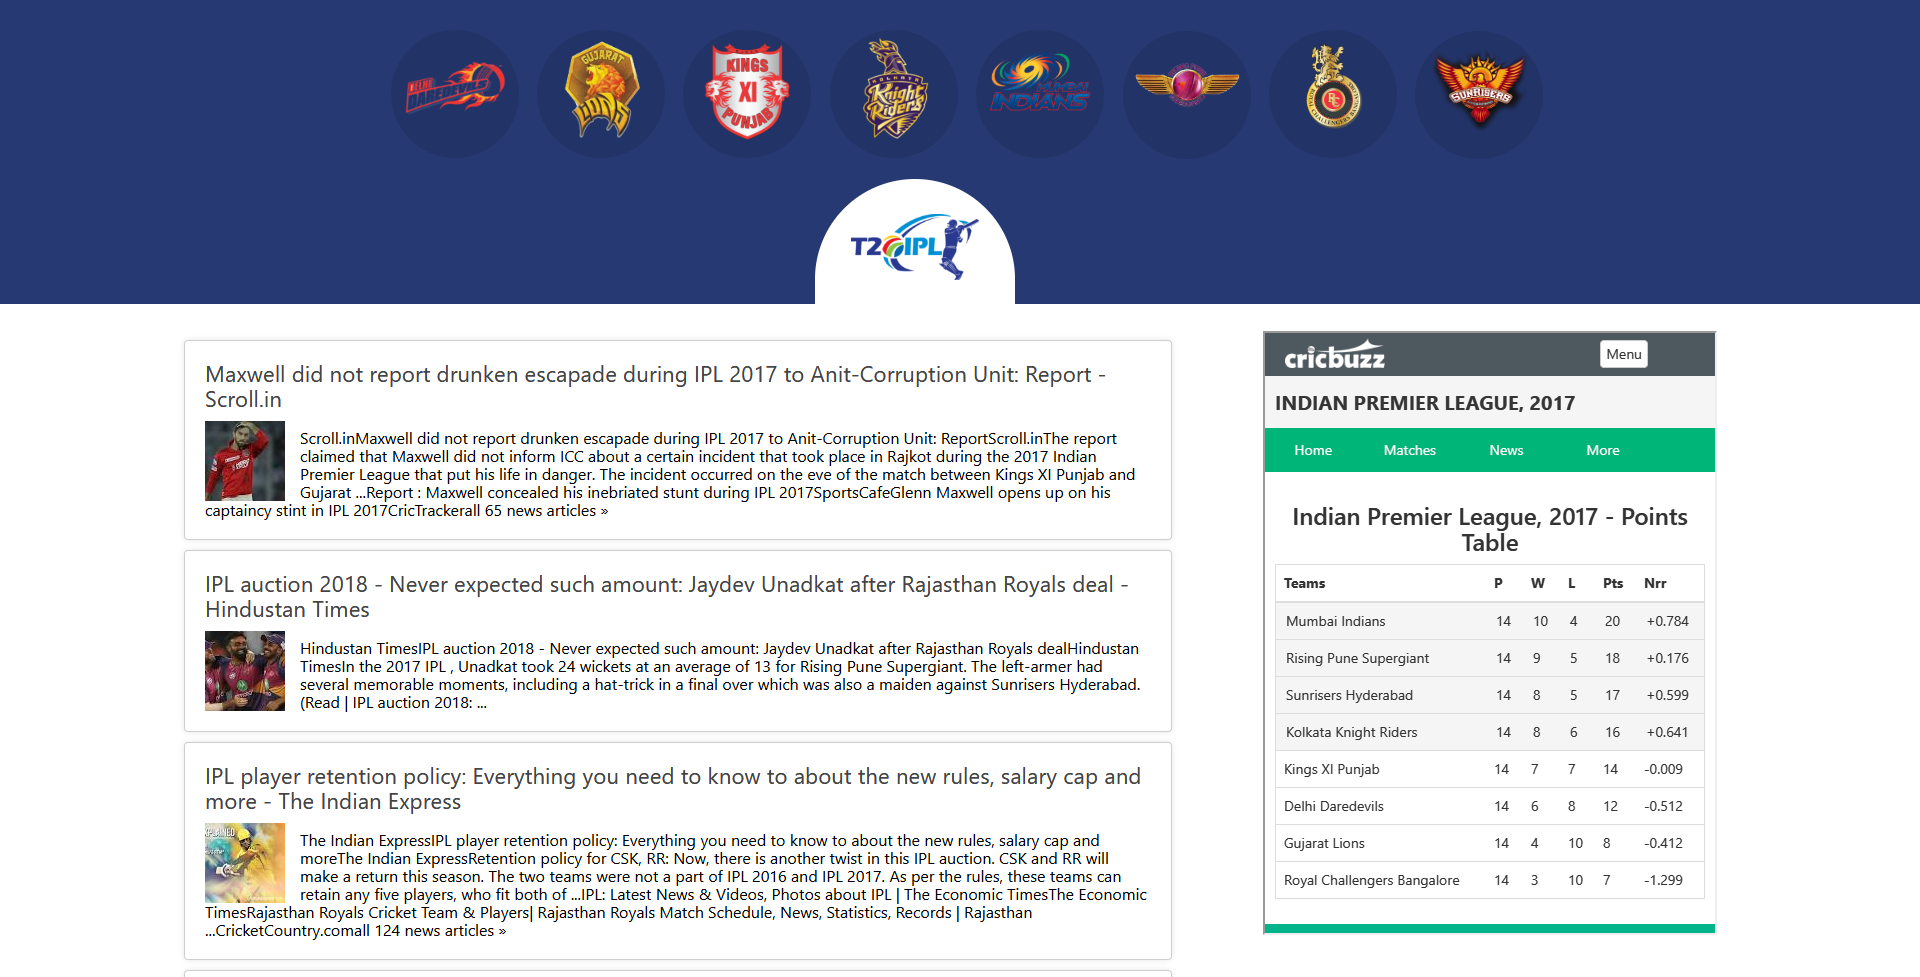 DELHI
DAREDEVILS
GUJARAT
LIONS
KINGS
XI
PUNJAB
KOLKATA
Knight
Riders
MUMBAI
INDIANS
RC
SUNRISERS
T20 IPL
Maxwell did not report drunken escapade during IPL 2017 to Anit-Corruption Unit: Report -
Scroll.in
Scroll.inMaxwell did not report drunken escapade during IPL 2017 to Anit-Corruption Unit: ReportScroll.inThe report
claimed that Maxwell did not inform ICC about a certain incident that took place in Rajkot during the 2017 Indian
Premier League that put his life in danger. The incident occurred on the eve of the match between Kings XI Punjab and
Gujarat ...Report : Maxwell concealed his inebriated stunt during IPL 2017SportsCafeGlenn Maxwell opens up on his
captaincy stint in IPL 2017CricTrackerall 65 news articles »
IPL auction 2018 - Never expected such amount: Jaydev Unadkat after Rajasthan Royals deal -
Hindustan Times
Hindustan TimesIPL auction 2018 - Never expected such amount: Jaydev Unadkat after Rajasthan Royals dealHindustan
TimesIn the 2017 IPL , Unadkat took 24 wickets at an average of 13 for Rising Pune Supergiant. The left-armer had
several memorable moments, including a hat-trick in a final over which was also a maiden against Sunrisers Hyderabad.
(Read | IPL auction 2018: ...
IPL player retention policy: Everything you need to know to about the new rules, salary cap and
more - The Indian Express
XPLAINED
The Indian ExpressIPL player retention policy: Everything you need to know to about the new rules, salary cap and
moreThe Indian ExpressRetention policy for CSK, RR: Now, there is another twist in this IPL auction. CSK and RR will
make a return this season. The two teams were not a part of IPL 2016 and IPL 2017. As per the rules, these teams can
retain any five players, who fit both of ...IPL: Latest News & Videos, Photos about IPL | The Economic TimesThe Economic
TimesRajasthan Royals Cricket Team & Players| Rajasthan Royals Match Schedule, News, Statistics, Records | Rajasthan
...CricketCountry.comall 124 news articles »
cricbuzz Menu
INDIAN PREMIER LEAGUE, 2017
Home Matches News More
Indian Premier League, 2017 - Points
Table
Teams P W L Pts Nrr
Mumbai Indians 14 10 4 20 +0.784
Rising Pune Supergiant 14 9 5 18 +0.176
Sunrisers Hyderabad 14 8 5 17 +0.599
Kolkata Knight Riders 14 8 6 16 +0.641
Kings XI Punjab 14 7 7 14 -0.009
Delhi Daredevils 14 6 8 12 -0.512
Gujarat Lions 14 4 10 8 -0.412
Royal Challengers Bangalore 14 3 10 7 -1.299